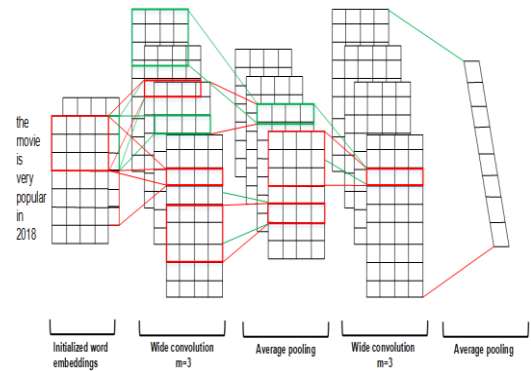 the
movie
is
very
popular
in
2018
Initialized word
embeddings
Wide convolution
m=3
Average pooling
Wide convolution
m=3
Average pooling